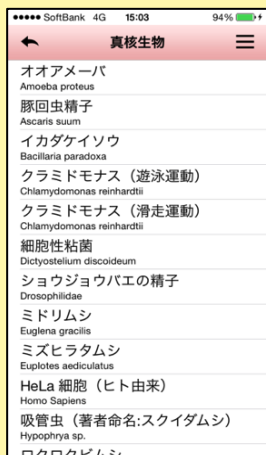 SoftBank 4G 15:03 94%
真核生物
オオアメーバ
Amoeba proteus
豚回虫精子
Ascaris suum
イカダケイソウ
Bacillaria paradoxa
クラミドモナス（遊泳運動）
Chlamydomonas reinhardtii
クラミドモナス（滑走運動）
Chlamydomonas reinhardtii
細胞性粘菌
Dictyostelium discoideum
ショウジョウバエの精子
Drosophilidae
ミドリムシ
Euglena gracilis
ミズヒラタムシ
Euplotes aediculatus
HeLa 細胞（ヒト由来）
Homo Sapiens
吸管虫（著者命名:スクイダムシ）
Hypophrya sp.